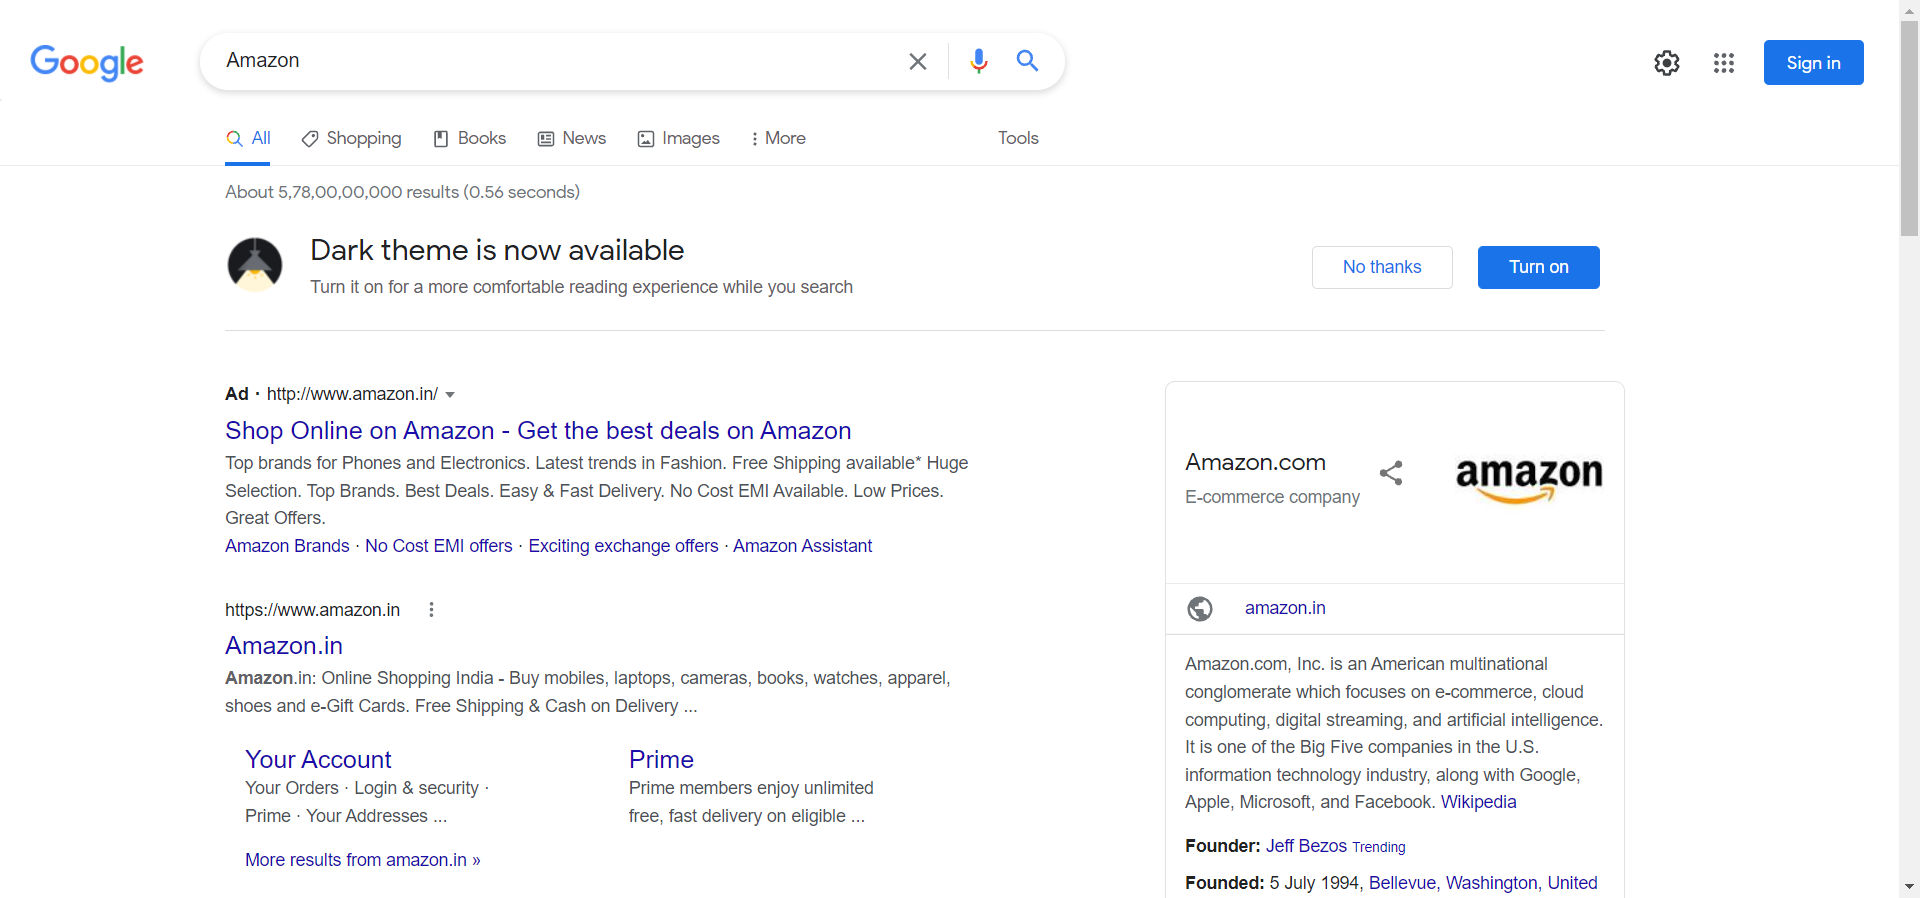 Google
Amazon
Sign in
All Shopping Books News Images More Tools
About 5,78,00,00,000 results (0.56 seconds)
Dark theme is now available
Turn it on for a more comfortable reading experience while you search
No thanks
Turn on
Ad · http://www.amazon.in/
Shop Online on Amazon - Get the best deals on Amazon
Top brands for Phones and Electronics. Latest trends in Fashion. Free Shipping available* Huge
Selection. Top Brands. Best Deals. Easy & Fast Delivery. No Cost EMI Available. Low Prices.
Great Offers.
Amazon Brands · No Cost EMI offers · Exciting exchange offers · Amazon Assistant
https://www.amazon.in
Amazon.in
Amazon.in: Online Shopping India - Buy mobiles, laptops, cameras, books, watches, apparel,
shoes and e-Gift Cards. Free Shipping & Cash on Delivery ...
Your Account
Your Orders · Login & security ·
Prime · Your Addresses ...
Prime
Prime members enjoy unlimited
free, fast delivery on eligible ...
More results from amazon.in »
Amazon.com
E-commerce company
amazon
amazon.in
Amazon.com, Inc. is an American multinational
conglomerate which focuses on e-commerce, cloud
computing, digital streaming, and artificial intelligence.
It is one of the Big Five companies in the U.S.
information technology industry, along with Google,
Apple, Microsoft, and Facebook. Wikipedia
Founder: Jeff Bezos Trending
Founded: 5 July 1994, Bellevue, Washington, United